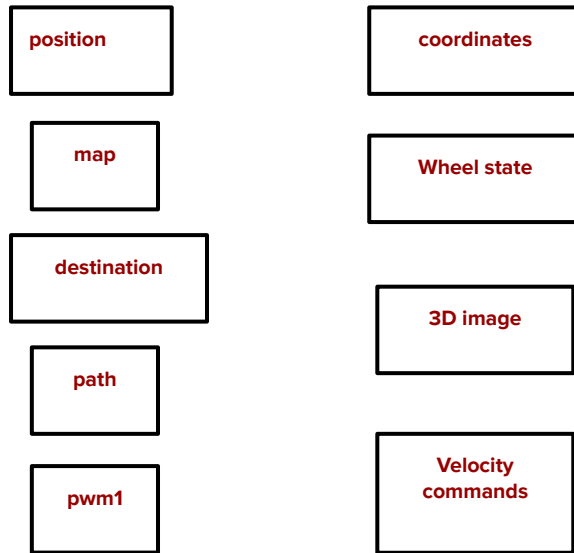 position
map
destination
path
pwm1
coordinates
Wheel state
3D image
Velocity
commands